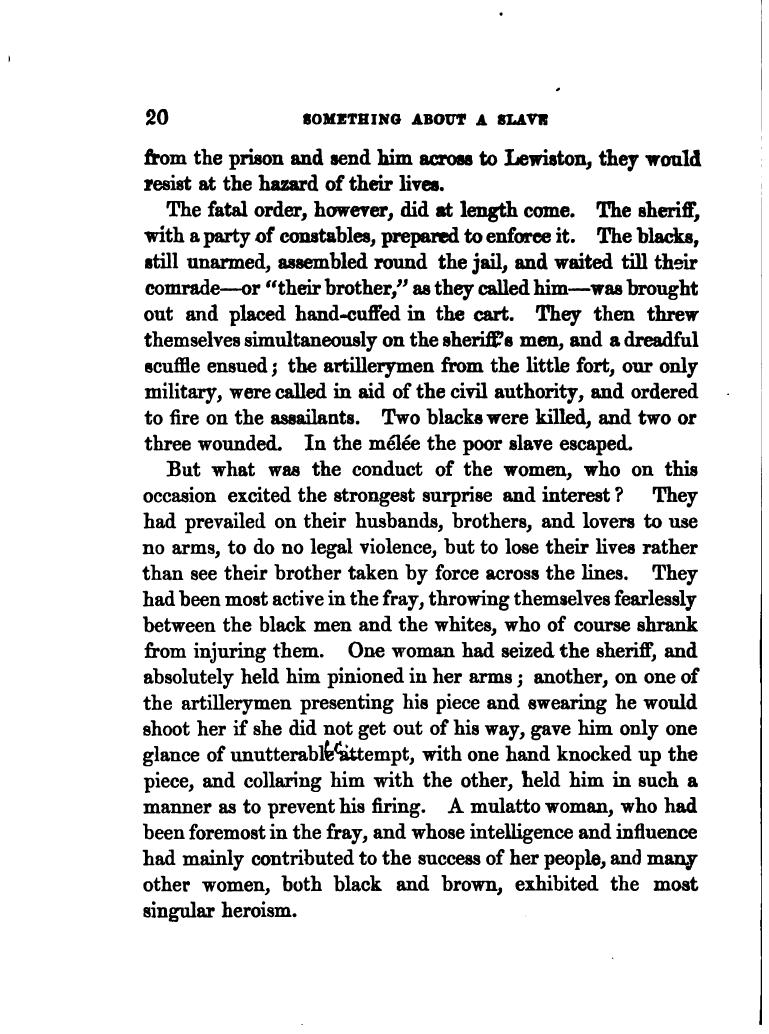 20 SOMETHING ABOUT A SLAVE
from the prison and send him across to Lewiston, they would
resist at the hazard of their lives.
The fatal order, however, did at length come. The sheriff,
with a party of constables, prepared to enforce it. The blacks,
still unarmed, assembled round the jail, and waited till their
comrade—or "their brother," as they called him—was brought
out and placed hand-cuffed in the cart. They then threw
themselves simultaneously on the sheriff's men, and a dreadful
scuffle ensued; the artillerymen from the little fort, our only
military, were called in aid of the civil authority, and ordered
to fire on the assailants. Two blacks were killed, and two or
three wounded. In the mélée the poor slave escaped.
But what was the conduct of the women, who on this
occasion excited the strongest surprise and interest? They
had prevailed on their husbands, brothers, and lovers to use
no arms, to do no legal violence, but to lose their lives rather
than see their brother taken by force across the lines. They
had been most active in the fray, throwing themselves fearlessly
between the black men and the whites, who of course shrank
from injuring them. One woman had seized the sheriff, and
absolutely held him pinioned in her arms; another, on one of
the artillerymen presenting his piece and swearing he would
shoot her if she did not get out of his way, gave him only one
glance of unutterable attempt, with one hand knocked up the
piece, and collaring him with the other, held him in such a
manner as to prevent his firing. A mulatto woman, who had
been foremost in the fray, and whose intelligence and influence
had mainly contributed to the success of her people, and many
other women, both black and brown, exhibited the most
singular heroism.